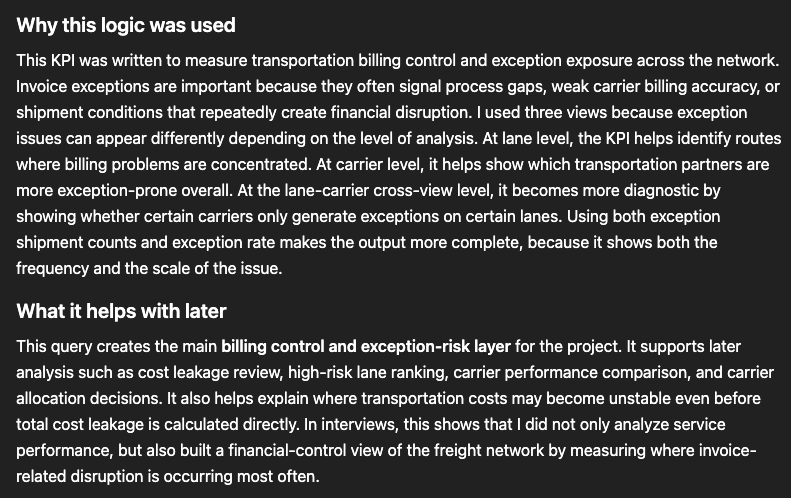 Why this logic was used
This KPI was written to measure transportation billing control and exception exposure across the network.
Invoice exceptions are important because they often signal process gaps, weak carrier billing accuracy, or
shipment conditions that repeatedly create financial disruption. I used three views because exception
issues can appear differently depending on the level of analysis. At lane level, the KPI helps identify routes
where billing problems are concentrated. At carrier level, it helps show which transportation partners are
more exception-prone overall. At the lane-carrier cross-view level, it becomes more diagnostic by
showing whether certain carriers only generate exceptions on certain lanes. Using both exception
shipment counts and exception rate makes the output more complete, because it shows both the
frequency and the scale of the issue.
What it helps with later
This query creates the main billing control and exception-risk layer for the project. It supports later
analysis such as cost leakage review, high-risk lane ranking, carrier performance comparison, and carrier
allocation decisions. It also helps explain where transportation costs may become unstable even before
total cost leakage is calculated directly. In interviews, this shows that I did not only analyze service
performance, but also built a financial-control view of the freight network by measuring where invoice-
related disruption is occurring most often.